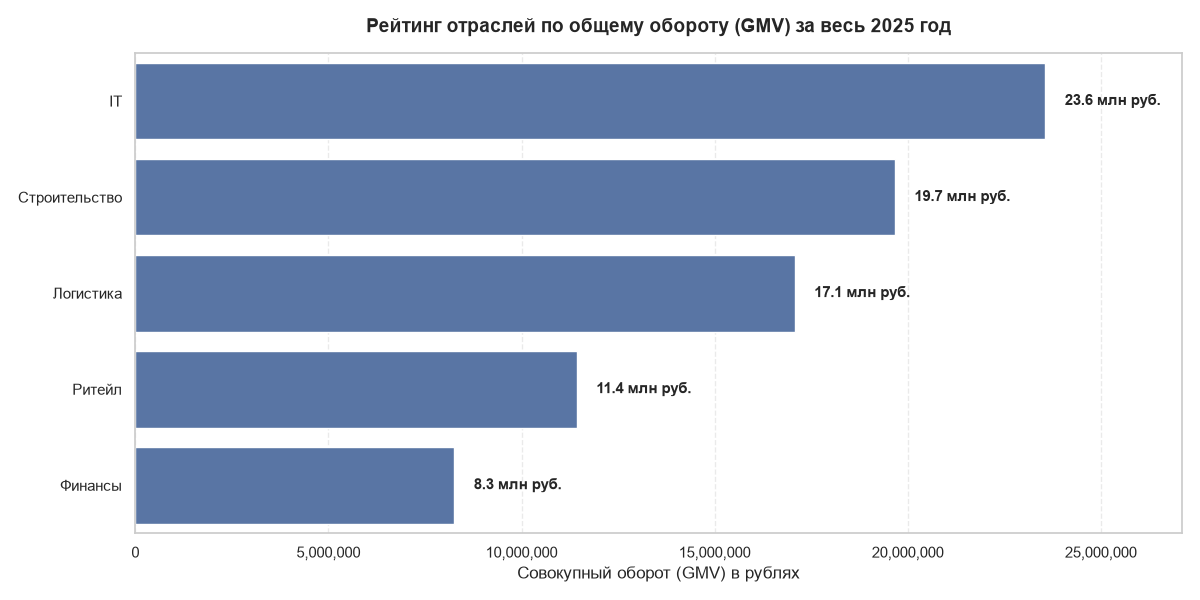 Рейтинг отраслей по общему обороту (GMV) за весь 2025 год
IT
23.6 млн руб.
Строительство
19.7 млн руб.
Логистика
17.1 млн руб.
Ритейл
11.4 млн руб.
Финансы
8.3 млн руб.
0
5,000,000
10,000,000
15,000,000
20,000,000
25,000,000
Совокупный оборот (GMV) в рублях